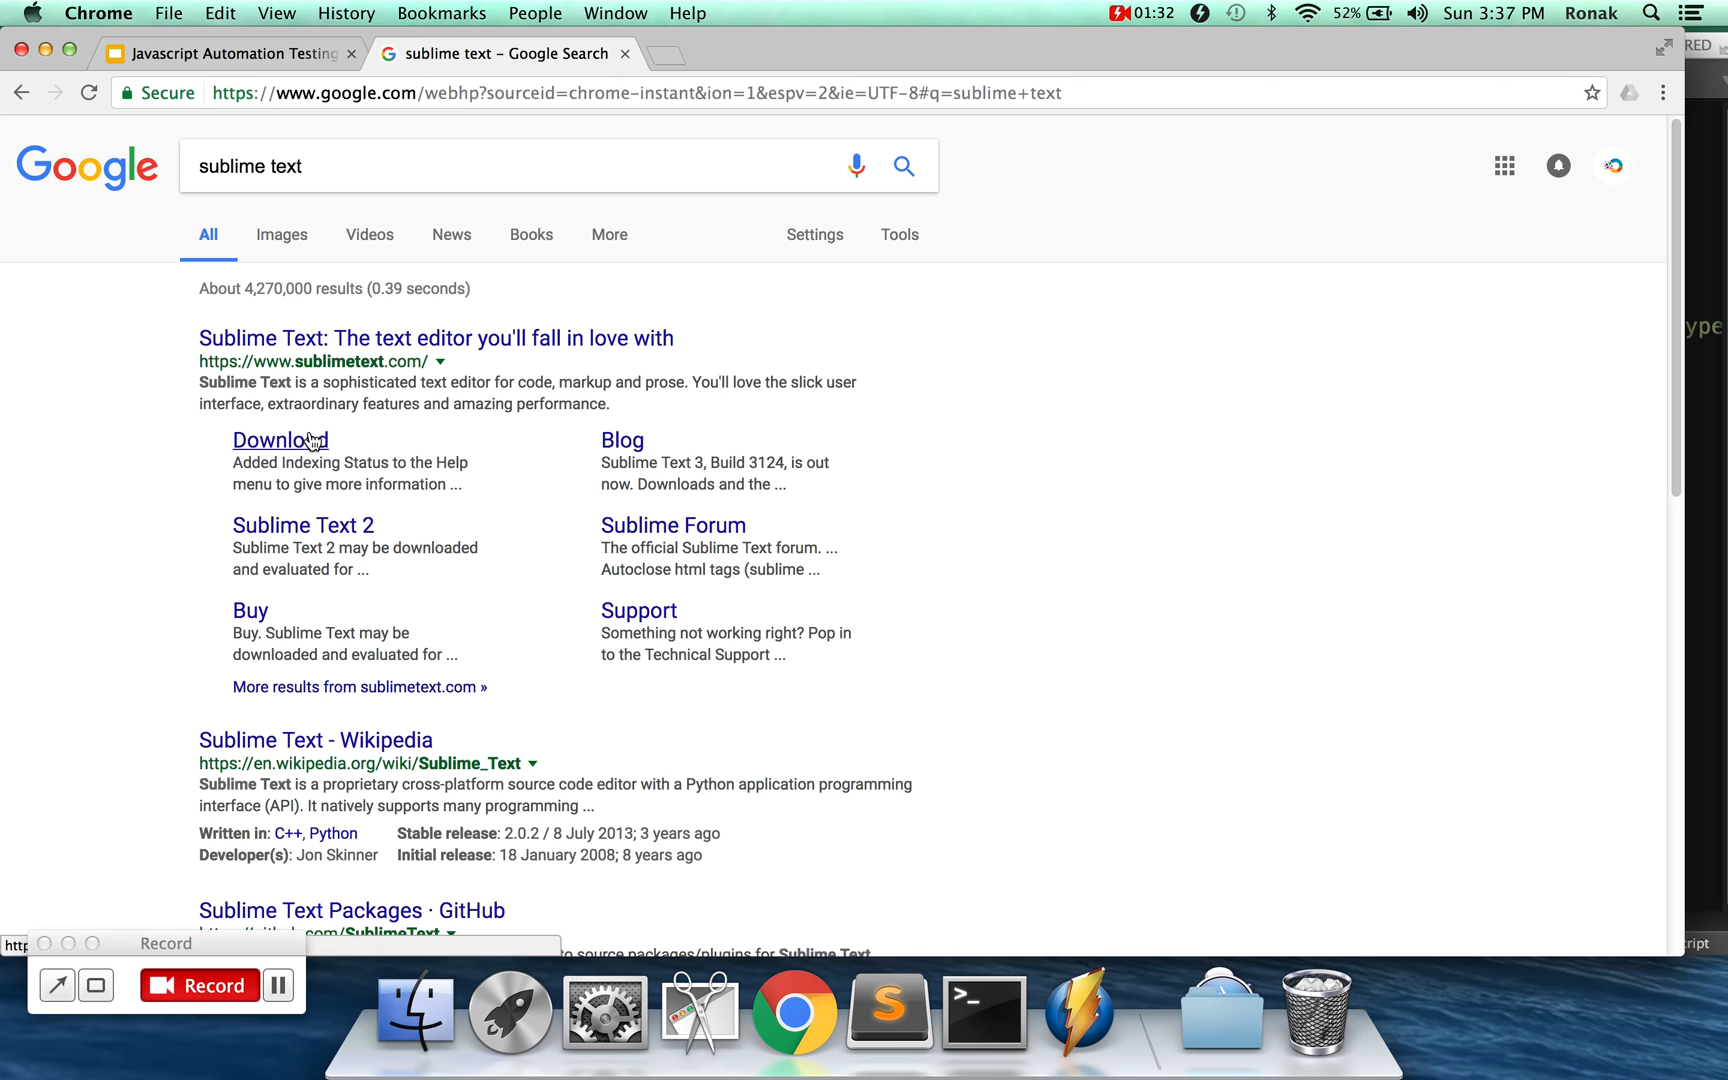 Chrome File Edit View History Bookmarks People Window Help 01:32 52% Sun 3:37 PM Ronak
Javascript Automation Testing
sublime text - Google Search
RED
Secure https://www.google.com/webhp?sourceid=chrome-instant&ion=1&espv=2&ie=UTF-8#q=sublime+text
Google
sublime text
All Images Videos News Books More Settings Tools
About 4,270,000 results (0.39 seconds)
Sublime Text: The text editor you'll fall in love with
https://www.sublimetext.com/
Sublime Text is a sophisticated text editor for code, markup and prose. You'll love the slick user
interface, extraordinary features and amazing performance.
Download
Added Indexing Status to the Help
menu to give more information ...
Blog
Sublime Text 3, Build 3124, is out
now. Downloads and the ...
Sublime Text 2
Sublime Text 2 may be downloaded
and evaluated for ...
Sublime Forum
The official Sublime Text forum. ...
Autoclose html tags (sublime ...
Buy
Buy. Sublime Text may be
downloaded and evaluated for ...
Support
Something not working right? Pop in
to the Technical Support ...
More results from sublimetext.com »
Sublime Text - Wikipedia
https://en.wikipedia.org/wiki/Sublime_Text
Sublime Text is a proprietary cross-platform source code editor with a Python application programming
interface (API). It natively supports many programming ...
Written in: C++, Python Stable release: 2.0.2 / 8 July 2013; 3 years ago
Developer(s): Jon Skinner Initial release: 18 January 2008; 8 years ago
Sublime Text Packages · GitHub
com/SublimeText
to source packages/plugins for Sublime Text
ype
ript
http
Record
Record
S
>_